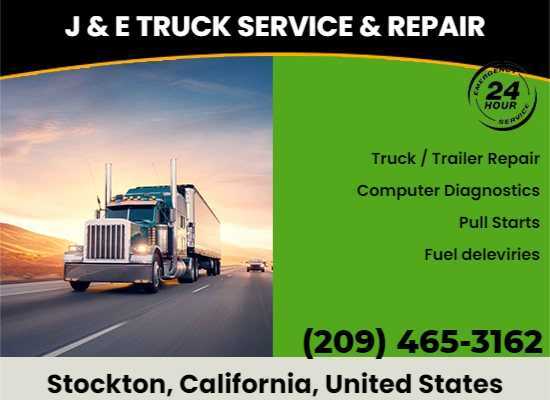 J & E TRUCK SERVICE & REPAIR
EMERGENCY
24
HOUR
SERVICE
Truck / Trailer Repair
Computer Diagnostics
Pull Starts
Fuel deleviries
(209) 465-3162
Stockton, California, United States